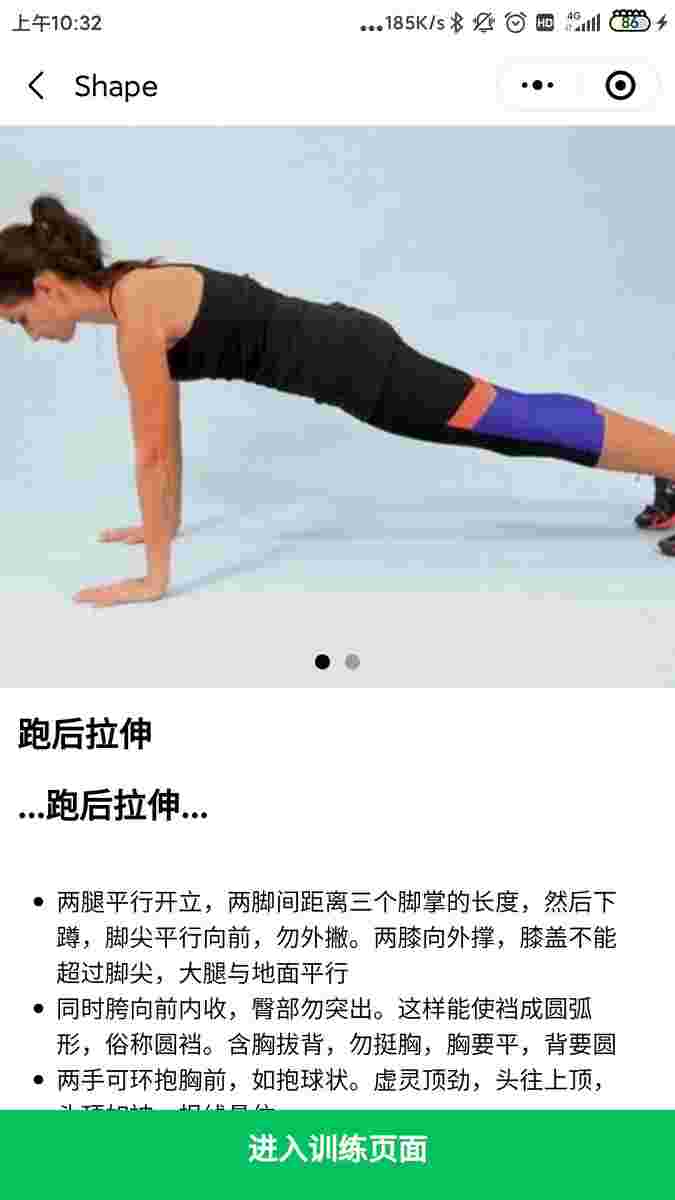 上午10:32
...185K/s
HD
4G
86
Shape
跑后拉伸
...跑后拉伸...
两腿平行开立，两脚间距离三个脚掌的长度，然后下
蹲，脚尖平行向前，勿外撇。两膝向外撑，膝盖不能
超过脚尖，大腿与地面平行
同时胯向前内收，臀部勿突出。这样能使裆成圆弧
形，俗称圆裆。含胸拔背，勿挺胸，胸要平，背要圆
两手可环抱胸前，如抱球状。虚灵顶劲，头往上顶，
进入训练页面